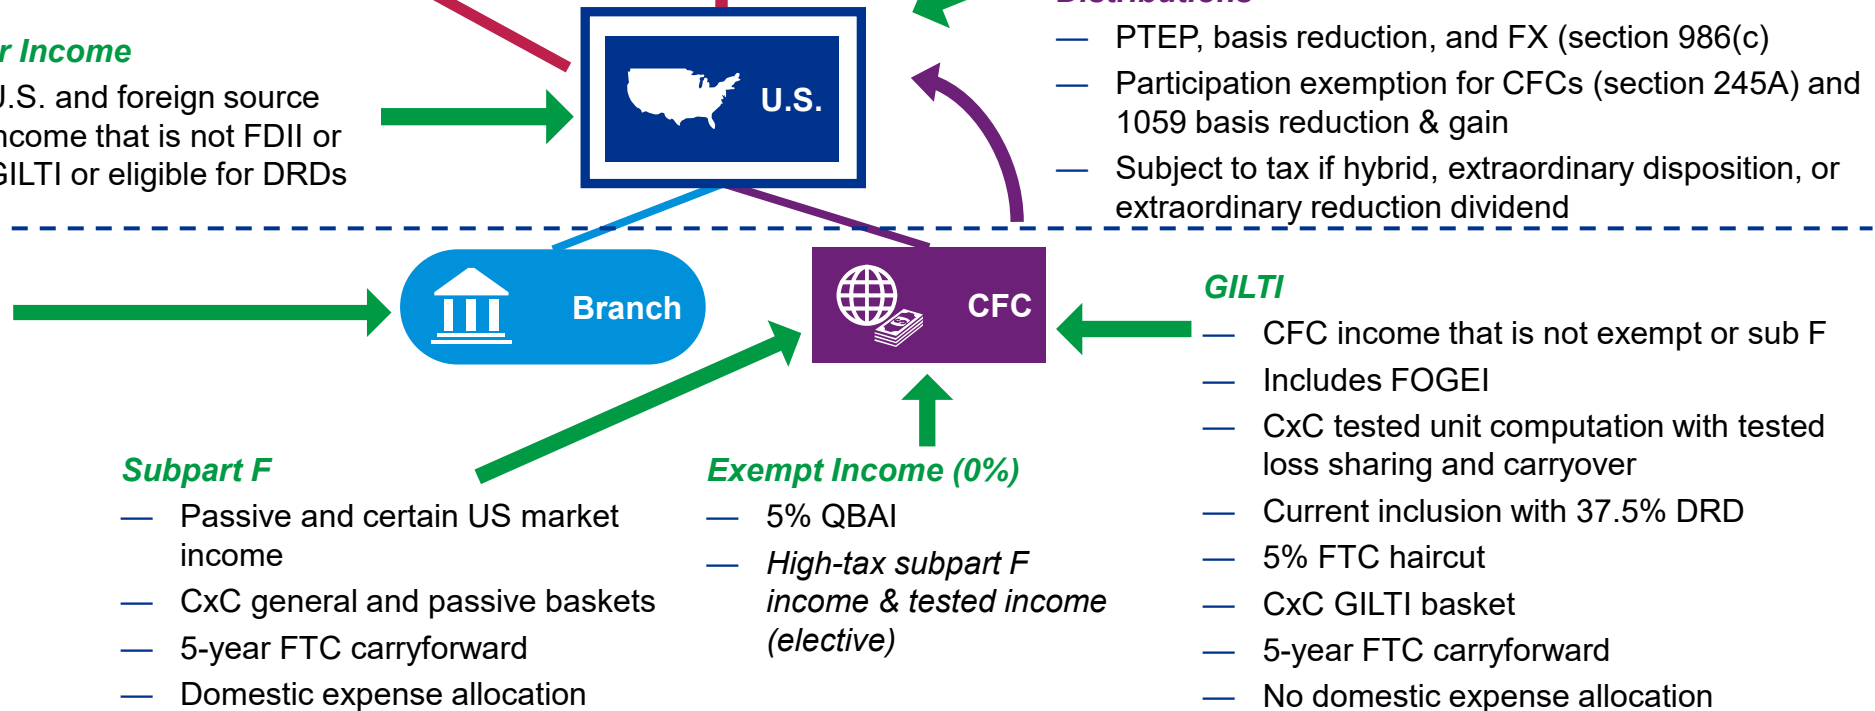 Distributions
— PTEP, basis reduction, and FX (section 986(c)
— Participation exemption for CFCs (section 245A) and
1059 basis reduction & gain
— Subject to tax if hybrid, extraordinary disposition, or
extraordinary reduction dividend
r Income
U.S. and foreign source
ncome that is not FDII or
GILTI or eligible for DRDs
U.S.
Branch
CFC
GILTI
— CFC income that is not exempt or sub F
— Includes FOGEI
— CxC tested unit computation with tested
loss sharing and carryover
— Current inclusion with 37.5% DRD
— 5% FTC haircut
— CxC GILTI basket
— 5-year FTC carryforward
— No domestic expense allocation
Subpart F
— Passive and certain US market
income
— CxC general and passive baskets
— 5-year FTC carryforward
— Domestic expense allocation
Exempt Income (0%)
— 5% QBAI
— High-tax subpart F
income & tested income
(elective)